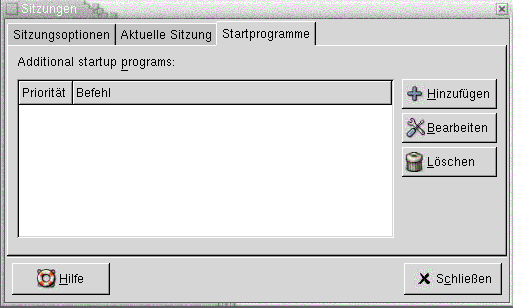 Sitzungen
Sitzungsoptionen Aktuelle Sitzung Startprogramme
Additional startup programs:
Priorität Befehl
Hinzufügen
Bearbeiten
Löschen
Hilfe Schließen